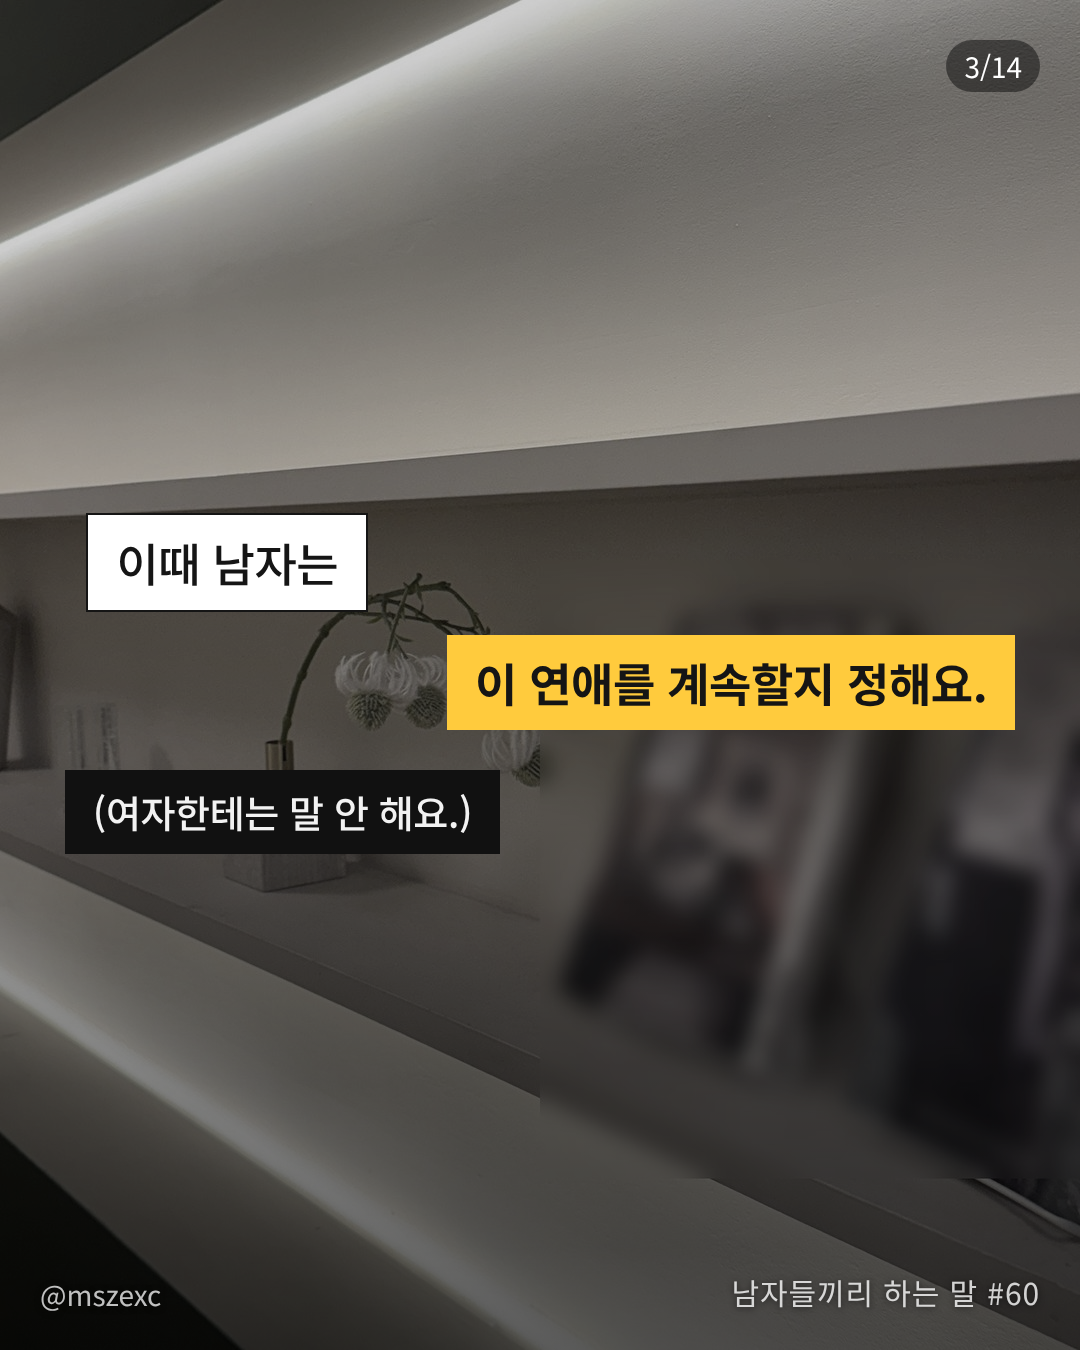 3/14
이때 남자는
이 연애를 계속할지 정해요.
(여자한테는 말 안 해요.)
@mszexc
남자들끼리 하는 말 #60